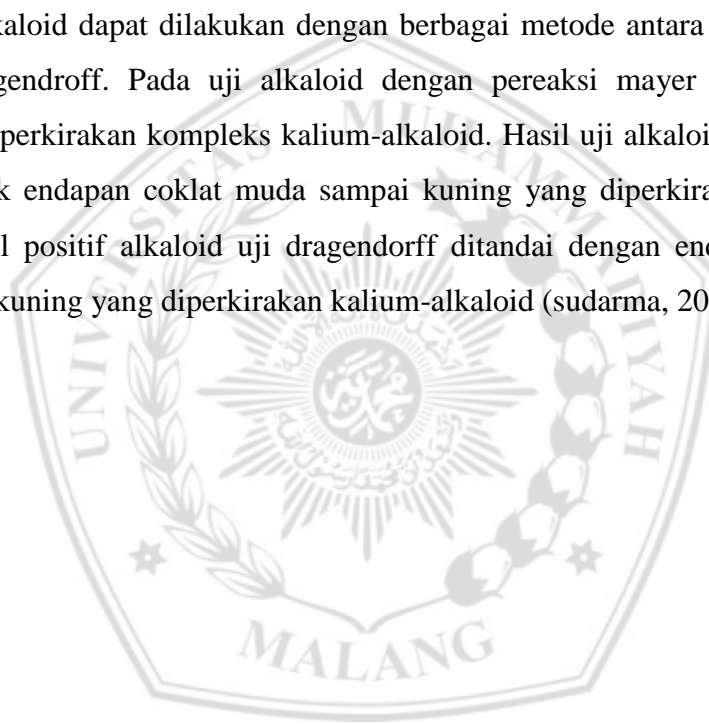 kaloid dapat dilakukan dengan berbagai metode antara
gendroff. Pada uji alkaloid dengan pereaksi mayer
perkirakan kompleks kalium-alkaloid. Hasil uji alkaloi
k endapan coklat muda sampai kuning yang diperkira
l positif alkaloid uji dragendorff ditandai dengan en
kuning yang diperkirakan kalium-alkaloid (sudarma, 20
UNIVERSITAS MUHAMMADIYAH
MALANG